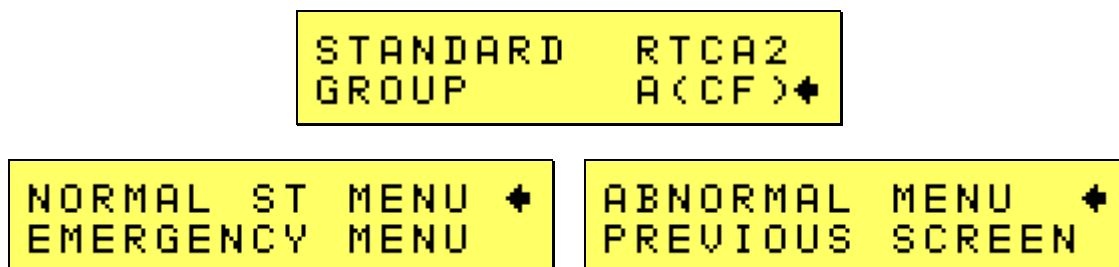 STANDARD RTCA2
GROUP A(CF)
NORMAL ST MENU
EMERGENCY MENU
ABNORMAL MENU
PREVIOUS SCREEN